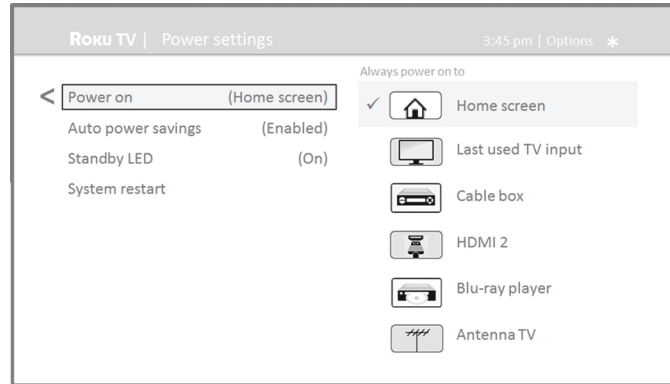 ROKU TV | Power settings
3:45 pm | Options *
Always power on to
< Power on (Home screen)
Auto power savings (Enabled)
Standby LED (On)
System restart
✓ Home screen
Last used TV input
Cable box
HDMI 2
Blu-ray player
Antenna TV